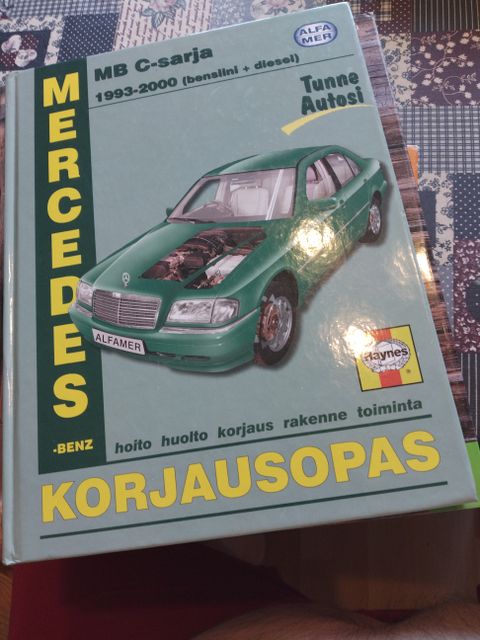 MERCEDES
-BENZ
MB C-sarja
1993-2000 (bensiini + diesel)
ALFA
MER
Tunne
Autosi
ALFAMER
Haynes
hoito huolto korjaus rakenne toiminta
KORJAUSOPAS